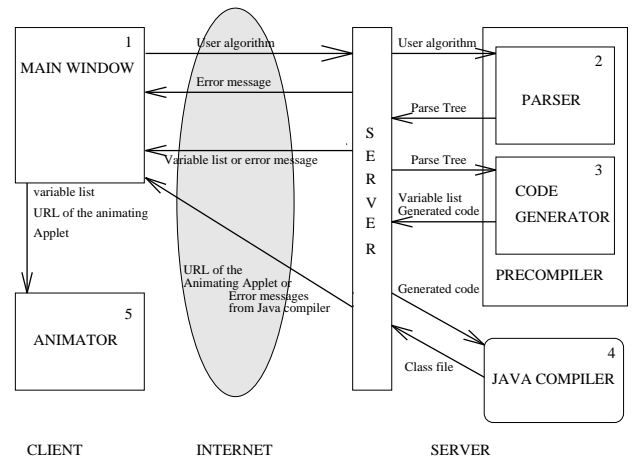 1
MAIN WINDOW
User algorithm
Error message
Variable list or error message
variable list
URL of the animating
Applet
URL of the
Animating Applet or
Error messages
from Java compiler
5
ANIMATOR
S
E
R
V
E
R
User algorithm
Parse Tree
Parse Tree
Variable list
Generated code
2
PARSER
3
CODE
GENERATOR
PRECOMPILER
Generated code
Class file
4
JAVA COMPILER
CLIENT
INTERNET
SERVER